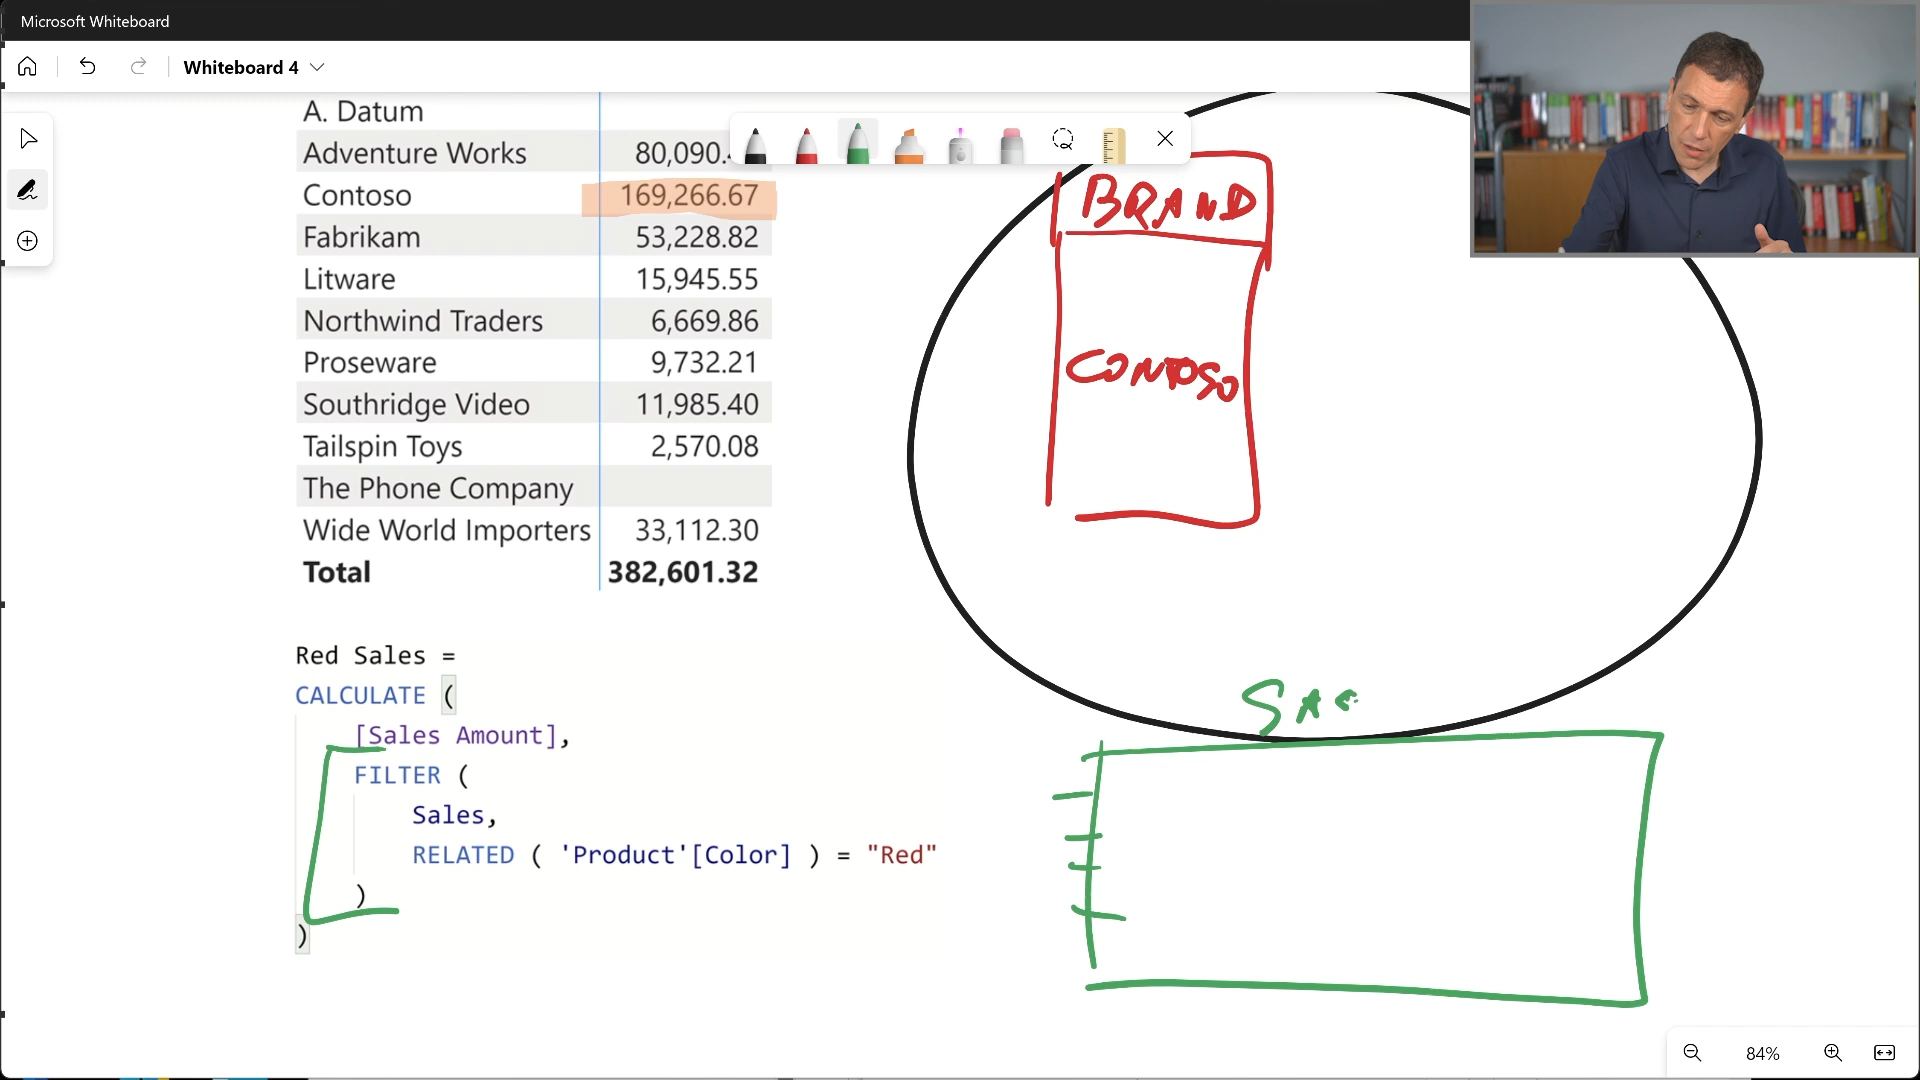 Microsoft Whiteboard
Whiteboard 4
A. Datum
Adventure Works 80,090.
Contoso 169,266.67
Fabrikam 53,228.82
Litware 15,945.55
Northwind Traders 6,669.86
Proseware 9,732.21
Southridge Video 11,985.40
Tailspin Toys 2,570.08
The Phone Company
Wide World Importers 33,112.30
Total 382,601.32
BRAND
CONTOSO
Red Sales =
CALCULATE (
[Sales Amount],
FILTER (
Sales,
RELATED ( 'Product'[Color] ) = "Red"
)
)
84%